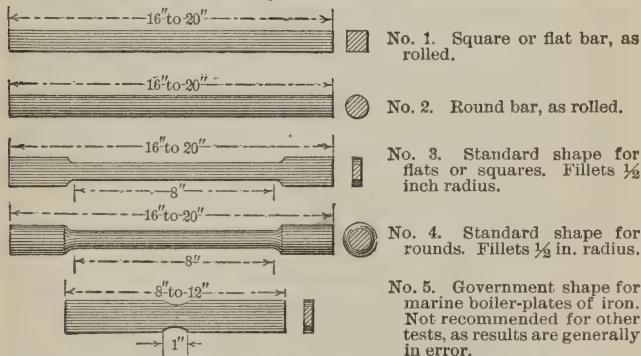 16″to 20″
No. 1. Square or flat bar, as
rolled.
16″to 20″
No. 2. Round bar, as rolled.
16″to 20″
No. 3. Standard shape for
flats or squares. Fillets ½
inch radius.
8″
16″to 20″
No. 4. Standard shape for
rounds. Fillets ½ in. radius.
8″
8″to 12″
No. 5. Government shape for
marine boiler-plates of iron.
Not recommended for other
tests, as results are generally
in error.
1″